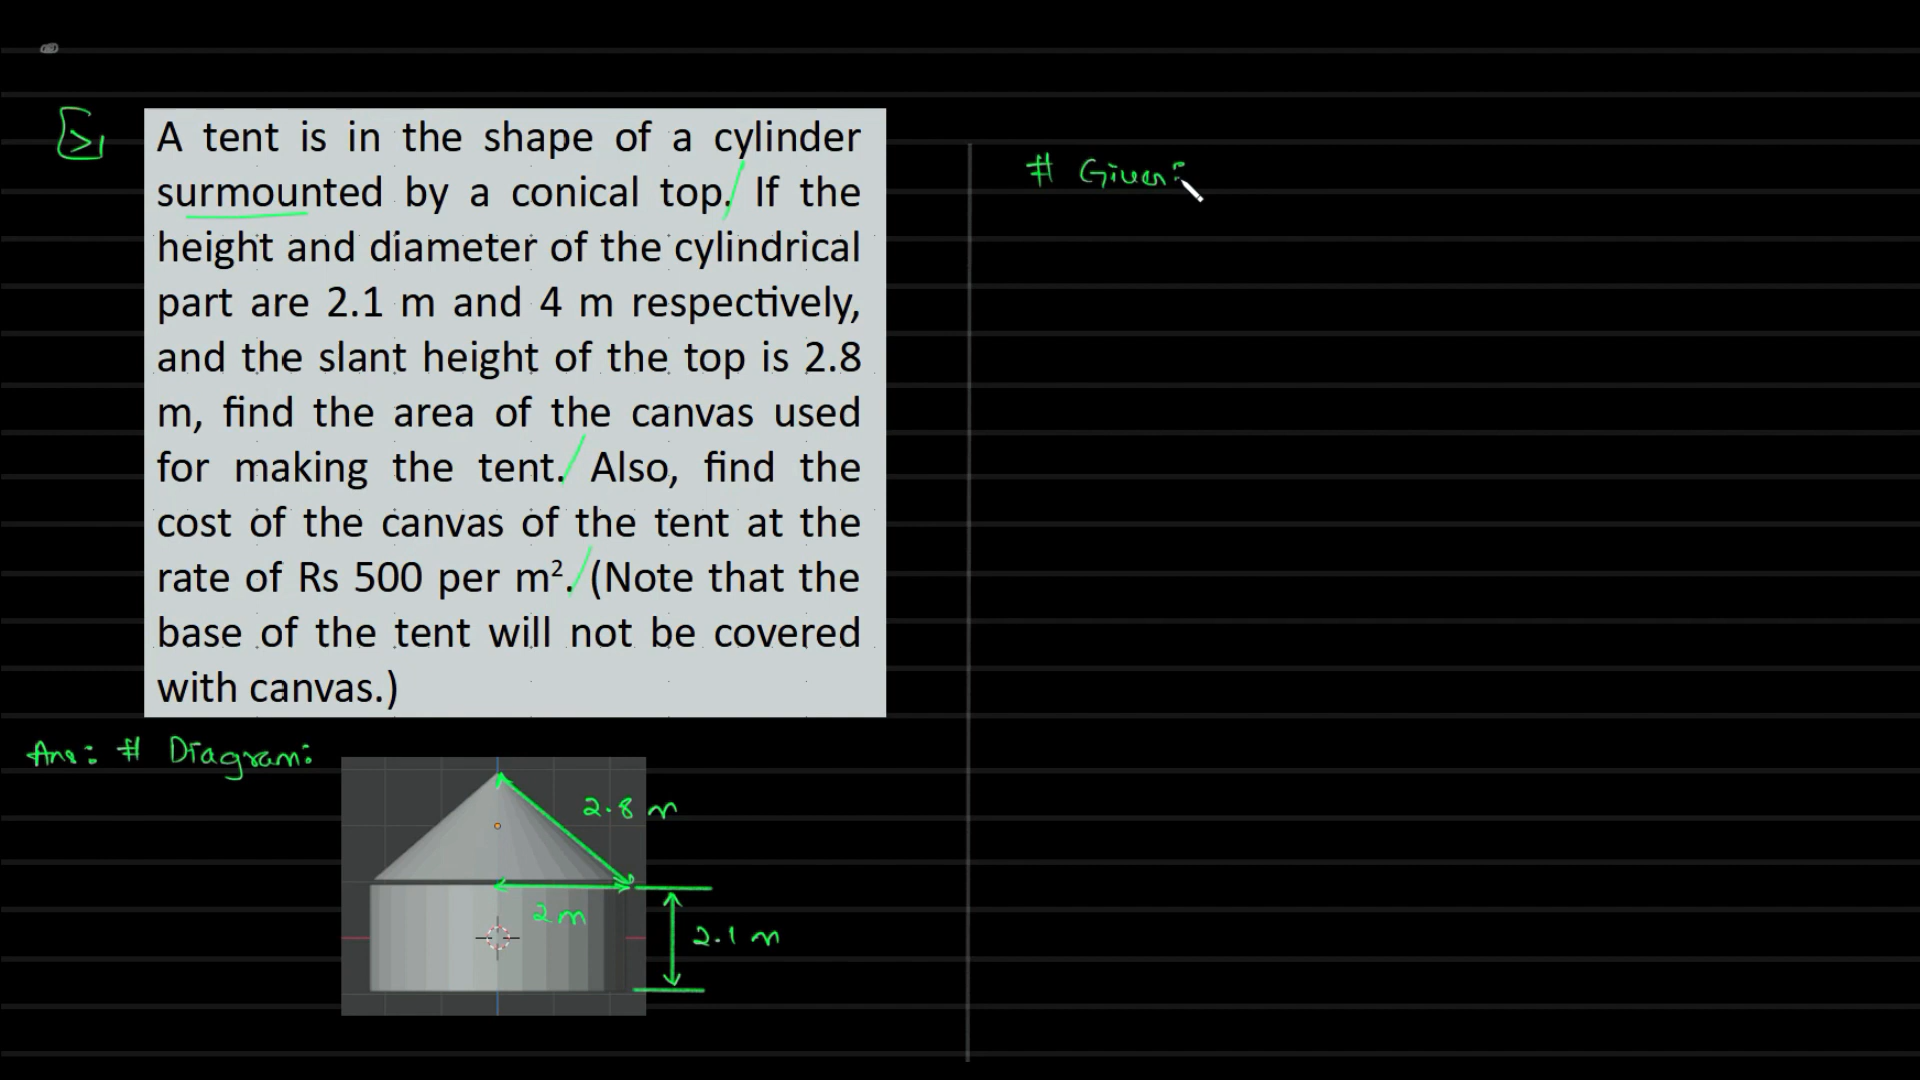 A tent is in the shape of a cylinder
surmounted by a conical top. If the
height and diameter of the cylindrical
part are 2.1 m and 4 m respectively,
and the slant height of the top is 2.8
m, find the area of the canvas used
for making the tent. Also, find the
cost of the canvas of the tent at the
rate of Rs 500 per m². (Note that the
base of the tent will not be covered
with canvas.)
Ans: # Diagram:
2.8 m
2 m
2.1 m
# Given: